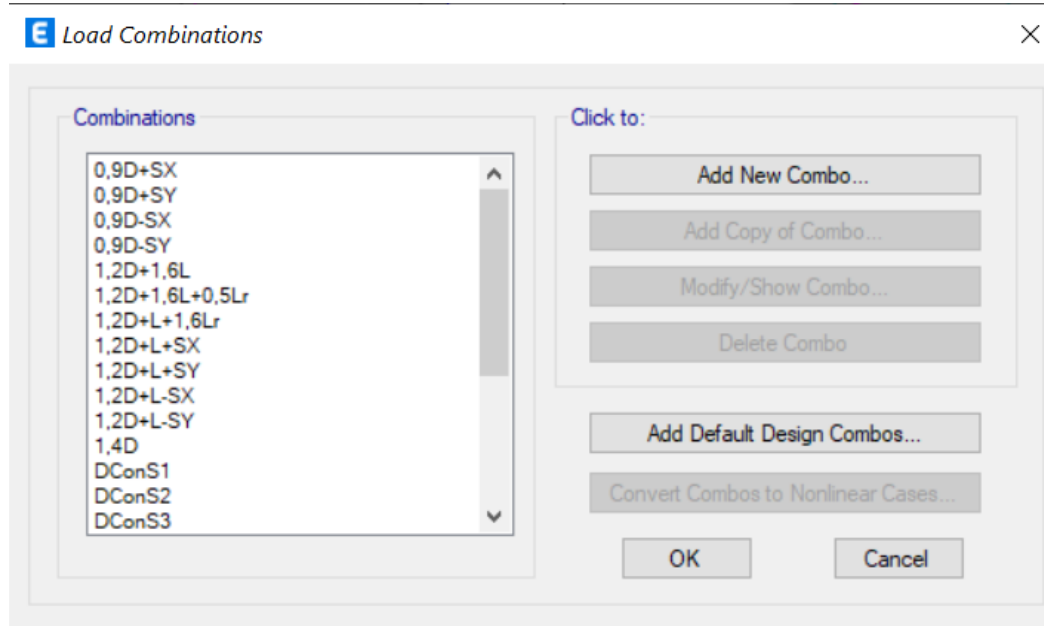 E Load Combinations
Combinations
0,9D+SX
0,9D+SY
0,9D-SX
0,9D-SY
1,2D+1,6L
1,2D+1,6L+0,5Lr
1,2D+L+1,6Lr
1,2D+L+SX
1,2D+L+SY
1,2D+L-SX
1,2D+L-SY
1,4D
DConS1
DConS2
DConS3
Click to:
Add New Combo...
Add Copy of Combo...
Modify/Show Combo...
Delete Combo
Add Default Design Combos...
Convert Combos to Nonlinear Cases...
OK
Cancel